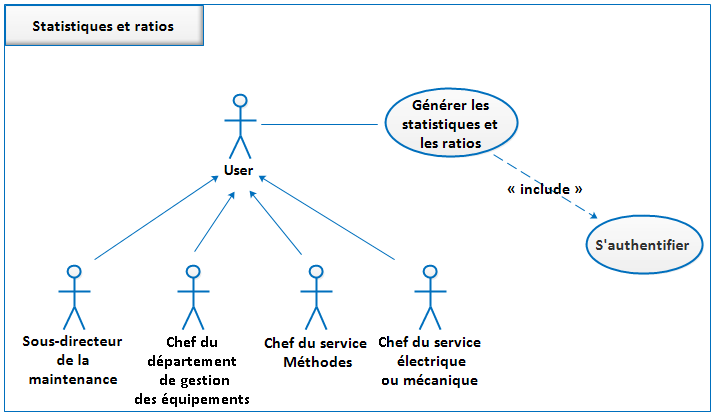 Statistiques et ratios
Générer les
statistiques et
les ratios
User
« include »
S'authentifier
Sous-directeur
de la
maintenance
Chef du
département
de gestion
des équipements
Chef du service
Méthodes
Chef du service
électrique
ou mécanique